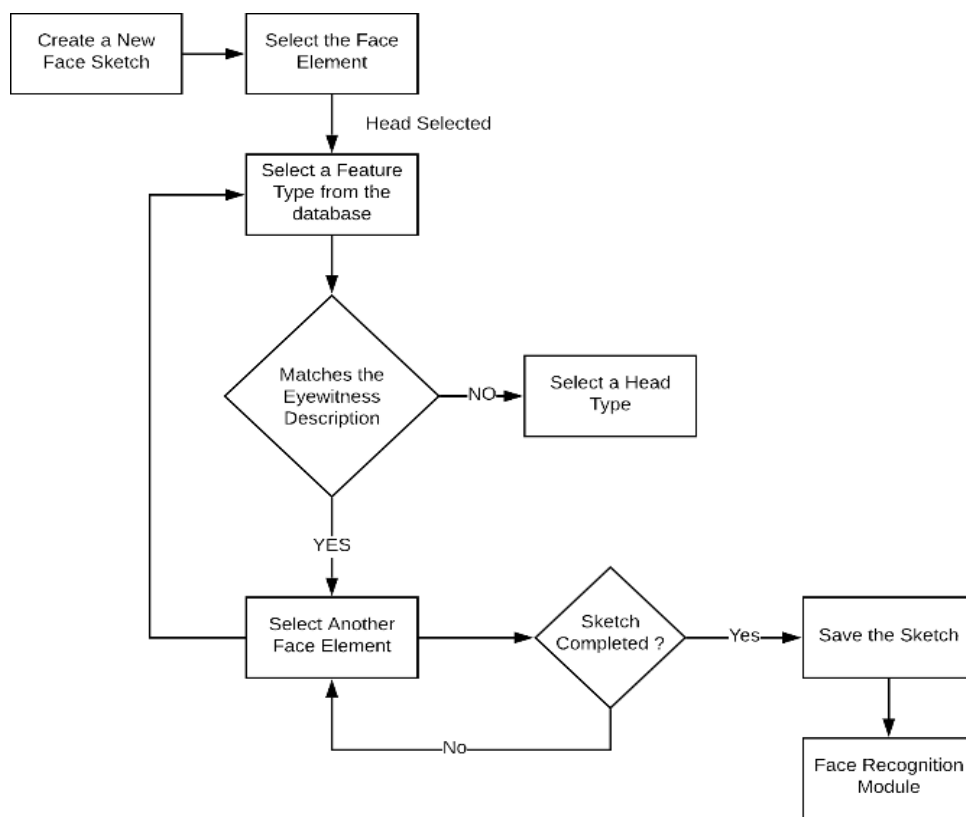 Create a New
Face Sketch
Select the Face
Element
Head Selected
Select a Feature
Type from the
database
Matches the
Eyewitness
Description
NO
Select a Head
Type
YES
Select Another
Face Element
Sketch
Completed ?
Yes
Save the Sketch
No
Face Recognition
Module